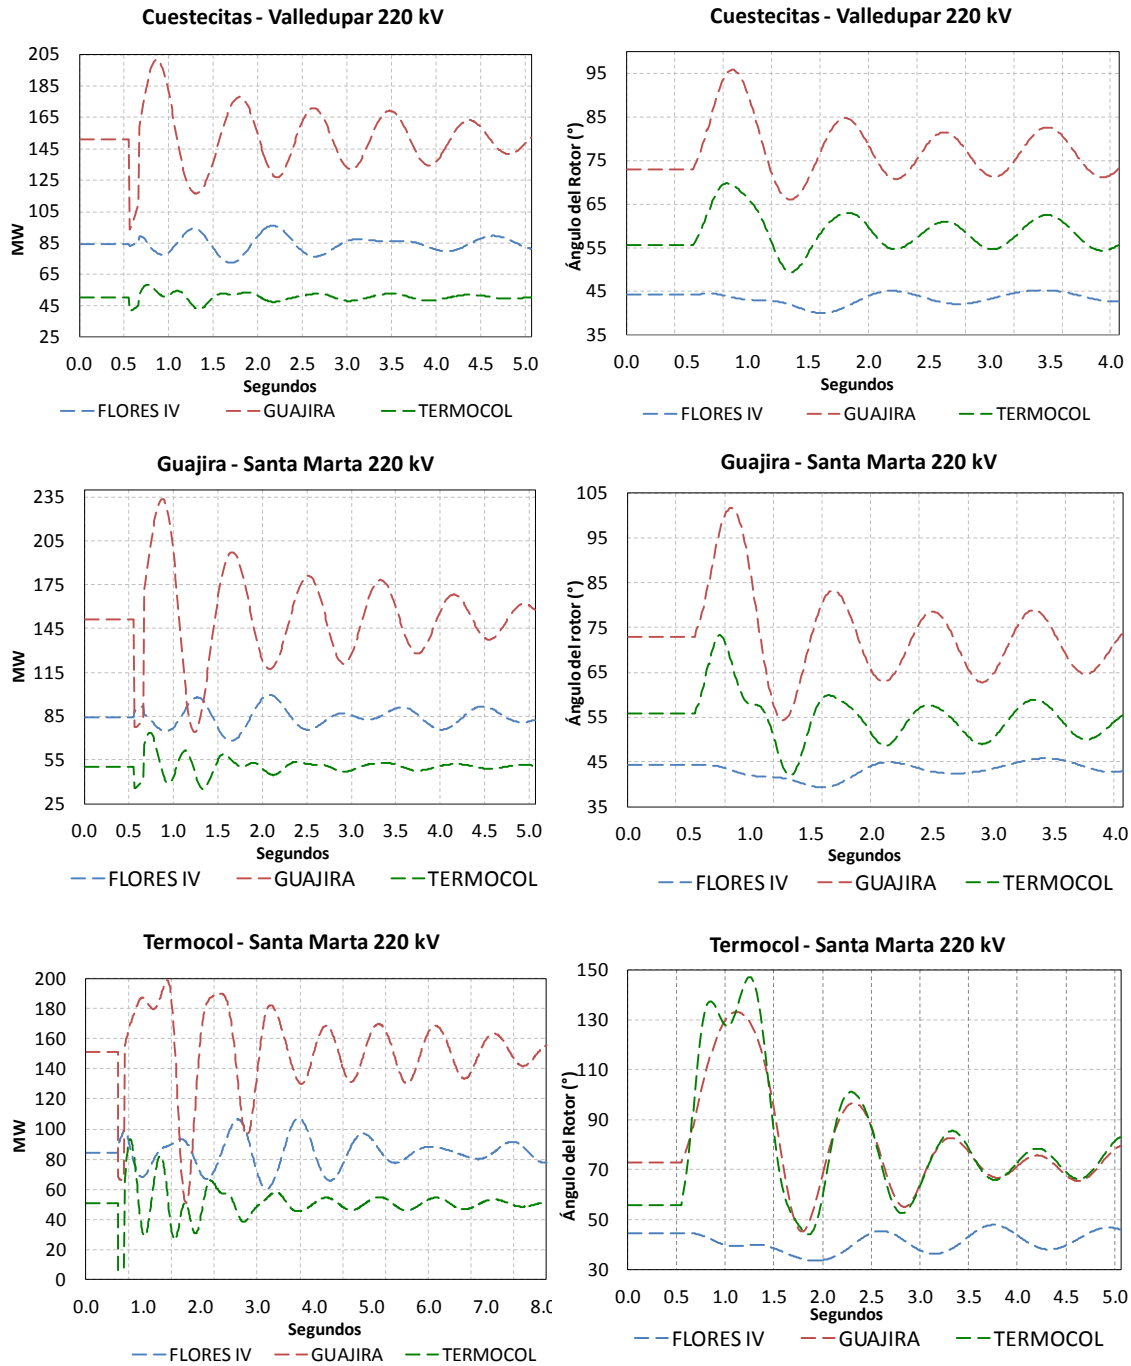 Cuestecitas - Valledupar 220 kV
205
185
165
145
125
105
85
65
45
25
MW
0.0 0.5 1.0 1.5 2.0 2.5 3.0 3.5 4.0 4.5 5.0
Segundos
FLORES IV GUAJIRA TERMOCOL
Cuestecitas - Valledupar 220 kV
95
85
75
65
55
45
35
Ángulo del Rotor (°)
0.0 0.5 1.0 1.5 2.0 2.5 3.0 3.5 4.0
Segundos
FLORES IV GUAJIRA TERMOCOL
Guajira - Santa Marta 220 kV
235
205
175
145
115
85
55
25
MW
0.0 0.5 1.0 1.5 2.0 2.5 3.0 3.5 4.0 4.5 5.0
Segundos
FLORES IV GUAJIRA TERMOCOL
Guajira - Santa Marta 220 kV
105
95
85
75
65
55
45
35
Ángulo del rotor (°)
0.0 0.5 1.0 1.5 2.0 2.5 3.0 3.5 4.0
Segundos
FLORES IV GUAJIRA TERMOCOL
Termocol - Santa Marta 220 kV
200
180
160
140
120
100
80
60
40
20
0
MW
0.0 1.0 2.0 3.0 4.0 5.0 6.0 7.0 8.0
Segundos
FLORES IV GUAJIRA TERMOCOL
Termocol - Santa Marta 220 kV
150
130
110
90
70
50
30
Ángulo del Rotor (°)
0.0 0.5 1.0 1.5 2.0 2.5 3.0 3.5 4.0 4.5 5.0
Segundos
FLORES IV GUAJIRA TERMOCOL